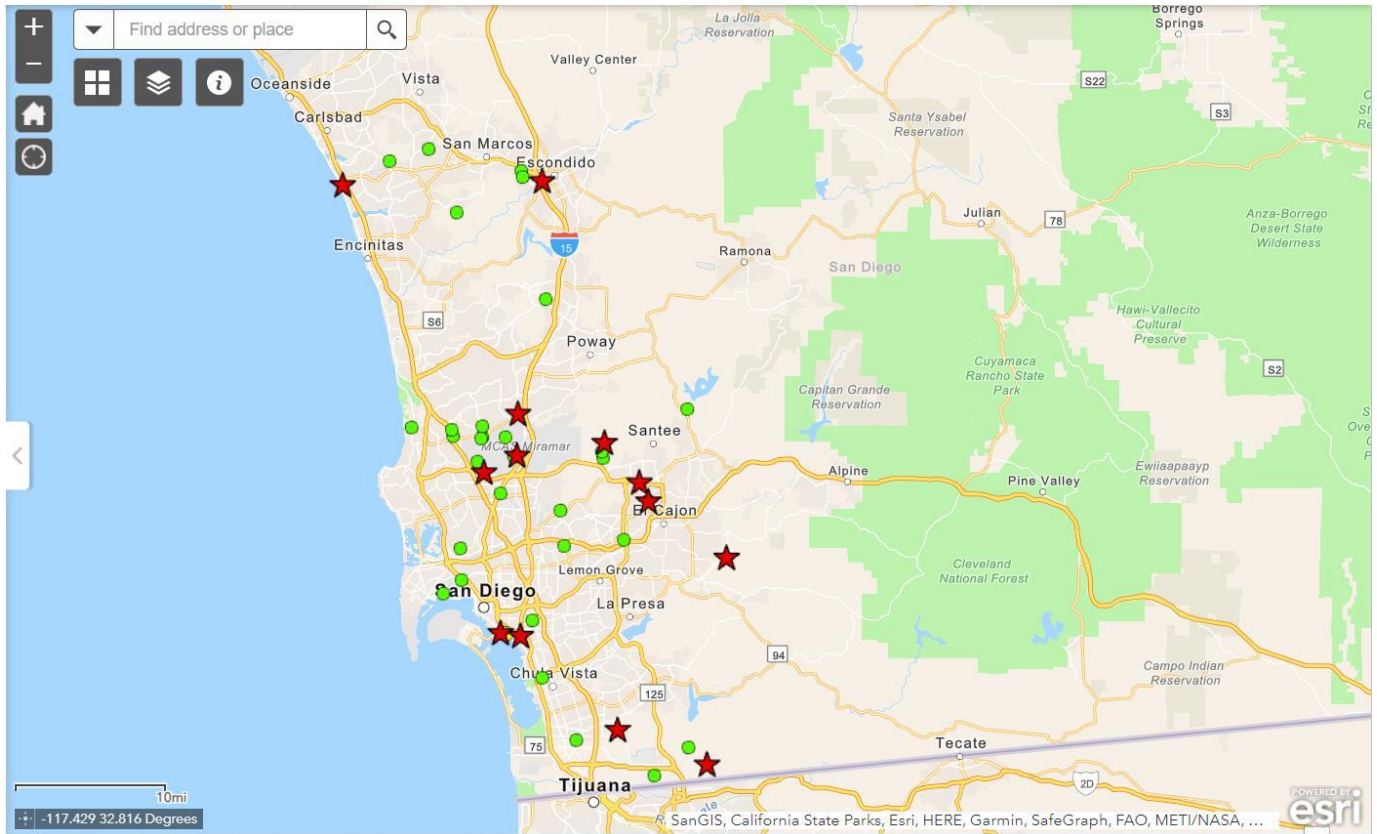 Borrego
Springs
+
Find address or place
La Jolla
Reservation
−
Valley Center
Vista
Oceanside
S22
Carlsbad
S3
Santa Ysabel
Reservation
San Marcos
Escondido
Julian
78
Anza-Borrego
Desert State
Wilderness
Encinitas
15
Ramona
San Diego
S6
Hawi-Vallecito
Cultural
Preserve
Poway
Cuyamaca
Rancho State
Park
S2
Capitan Grande
Reservation
Santee
MCAS Miramar
Alpine
Ewiiaapaayp
Reservation
Pine Valley
El Cajon
Lemon Grove
Cleveland
National Forest
San Diego
La Presa
94
Campo Indian
Reservation
Chula Vista
125
75
Tecate
Tijuana
2D
10mi
-117.429 32.816 Degrees
SanGIS, California State Parks, Esri, HERE, Garmin, SafeGraph, FAO, METI/NASA, ...
POWERED BY
esri